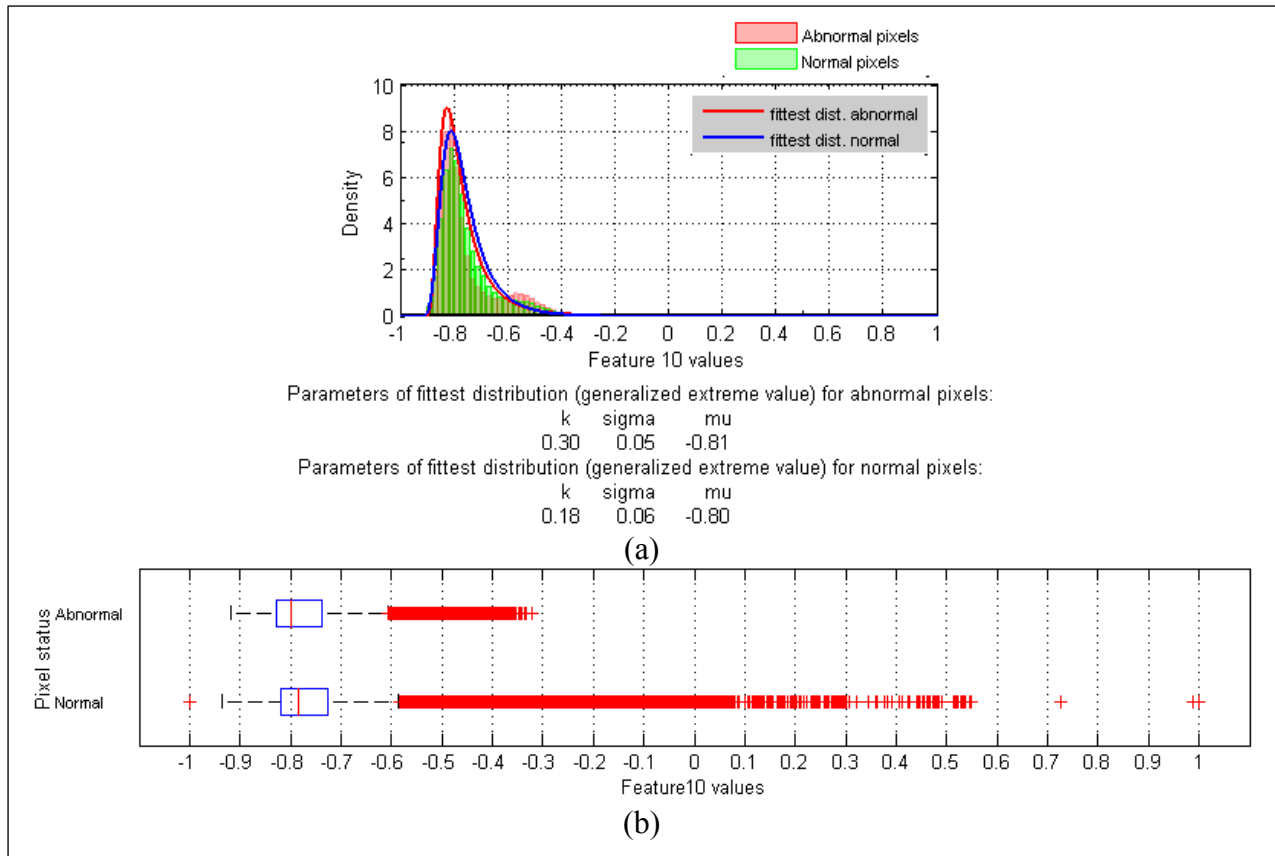 Abnormal pixels
Normal pixels
fittest dist. abnormal
fittest dist. normal
10
8
6
4
2
0
Density
-1 -0.8 -0.6 -0.4 -0.2 0 0.2 0.4 0.6 0.8 1
Feature 10 values
Parameters of fittest distribution (generalized extreme value) for abnormal pixels:
k sigma mu
0.30 0.05 -0.81
Parameters of fittest distribution (generalized extreme value) for normal pixels:
k sigma mu
0.18 0.06 -0.80
(a)
Pixel status
Abnormal
Normal
-1 -0.9 -0.8 -0.7 -0.6 -0.5 -0.4 -0.3 -0.2 -0.1 0 0.1 0.2 0.3 0.4 0.5 0.6 0.7 0.8 0.9 1
Feature10 values
(b)